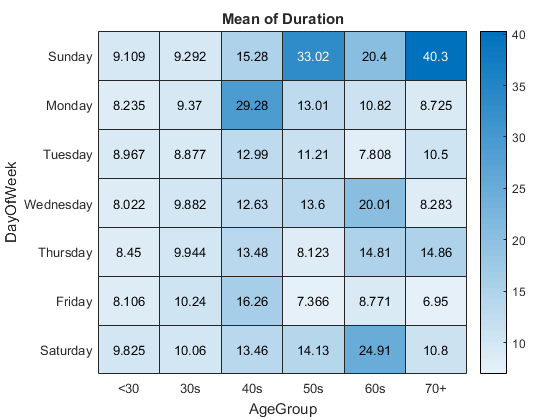 Mean of Duration
Sunday 9.109 9.292 15.28 33.02 20.4 40.3
Monday 8.235 9.37 29.28 13.01 10.82 8.725
Tuesday 8.967 8.877 12.99 11.21 7.808 10.5
Wednesday 8.022 9.882 12.63 13.6 20.01 8.283
Thursday 8.45 9.944 13.48 8.123 14.81 14.86
Friday 8.106 10.24 16.26 7.366 8.771 6.95
Saturday 9.825 10.06 13.46 14.13 24.91 10.8
<30 30s 40s 50s 60s 70+
AgeGroup
DayOfWeek
40
35
30
25
20
15
10